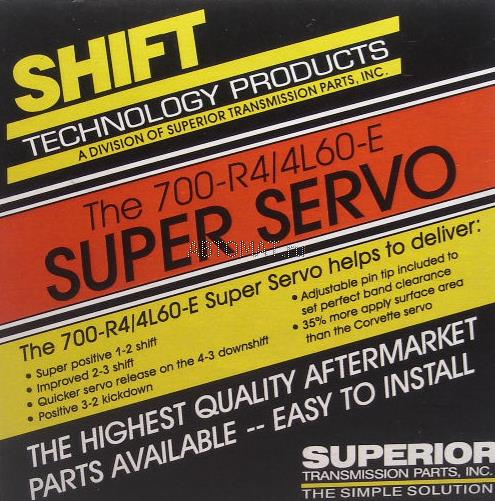 SHIFT
TECHNOLOGY PRODUCTS
A DIVISION OF SUPERIOR TRANSMISSION PARTS, INC.
The 700-R4/4L60-E
SUPER SERVO
АВТОМАТ.ru
The 700-R4/4L60-E Super Servo helps to deliver:
• Super positive 1-2 shift
• Improved 2-3 shift
• Quicker servo release on the 4-3 downshift
• Positive 3-2 kickdown
• Adjustable pin tip included to
set perfect band clearance
• 35% more apply surface area
than the Corvette servo
THE HIGHEST QUALITY AFTERMARKET
PARTS AVAILABLE -- EASY TO INSTALL
SUPERIOR
TRANSMISSION PARTS, INC.
THE SIMPLE SOLUTION